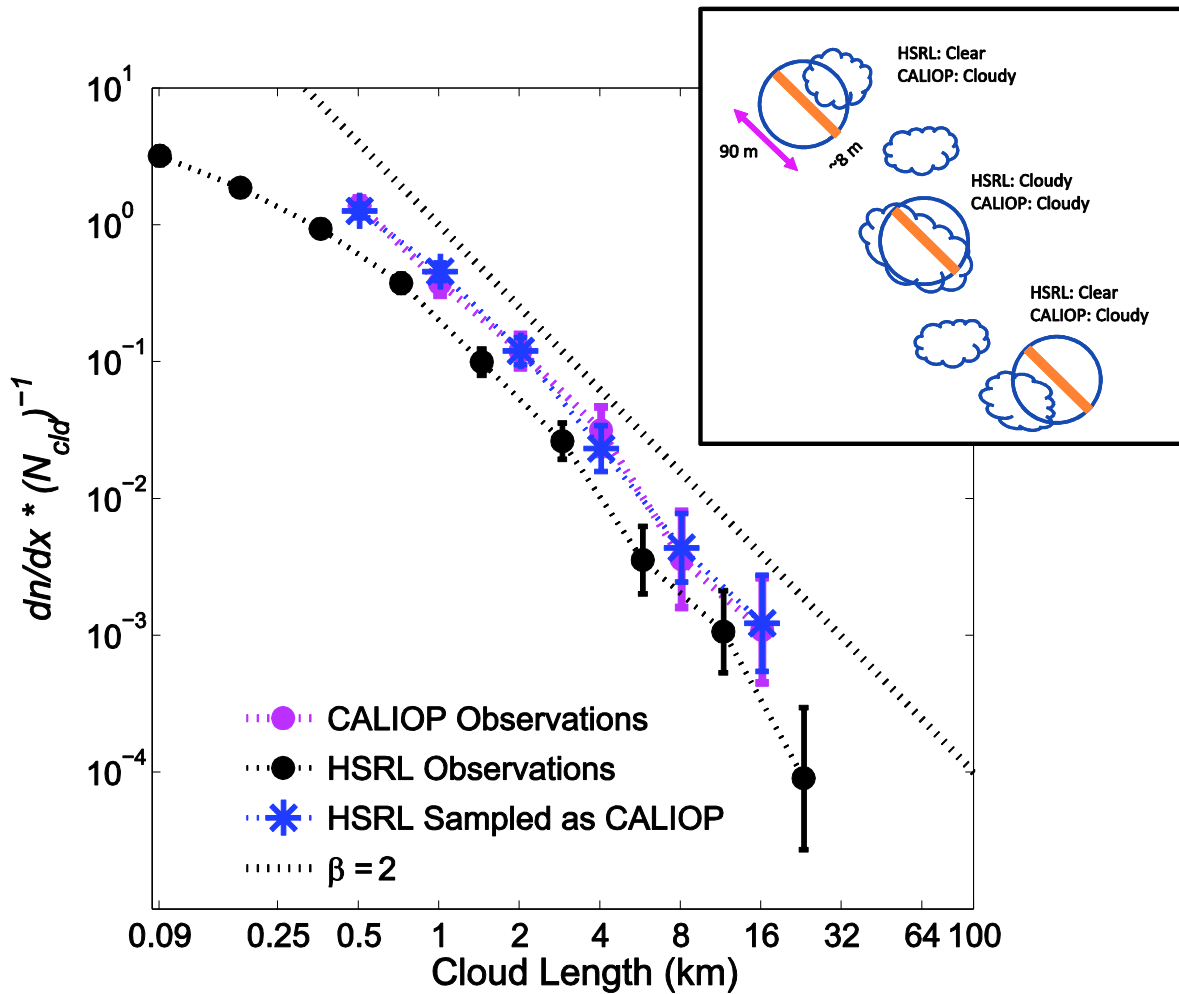 HSRL: Clear
CALIOP: Cloudy
90 m
~8 m
HSRL: Cloudy
CALIOP: Cloudy
HSRL: Clear
CALIOP: Cloudy
10^1
10^0
10^−1
10^−2
10^−3
10^−4
dn/dx * (N_cld)^−1
CALIOP Observations
HSRL Observations
HSRL Sampled as CALIOP
β = 2
0.09 0.25 0.5 1 2 4 8 16 32 64 100
Cloud Length (km)